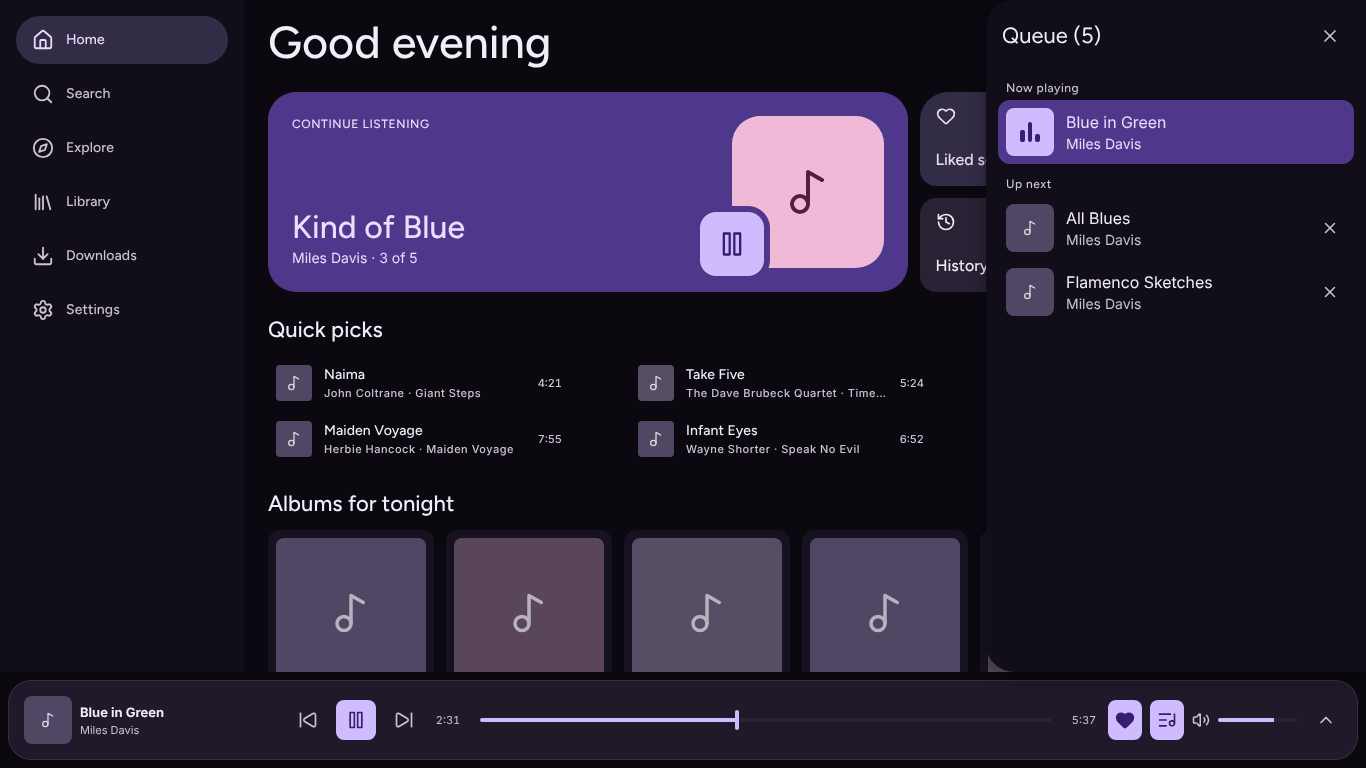 Home
Search
Explore
Library
Downloads
Settings
Good evening
CONTINUE LISTENING
Kind of Blue
Miles Davis · 3 of 5
Liked s
History
Quick picks
Naima
John Coltrane · Giant Steps
4:21
Take Five
The Dave Brubeck Quartet · Time...
5:24
Maiden Voyage
Herbie Hancock · Maiden Voyage
7:55
Infant Eyes
Wayne Shorter · Speak No Evil
6:52
Albums for tonight
Queue (5)
Now playing
Blue in Green
Miles Davis
Up next
All Blues
Miles Davis
Flamenco Sketches
Miles Davis
Blue in Green
Miles Davis
2:31
5:37